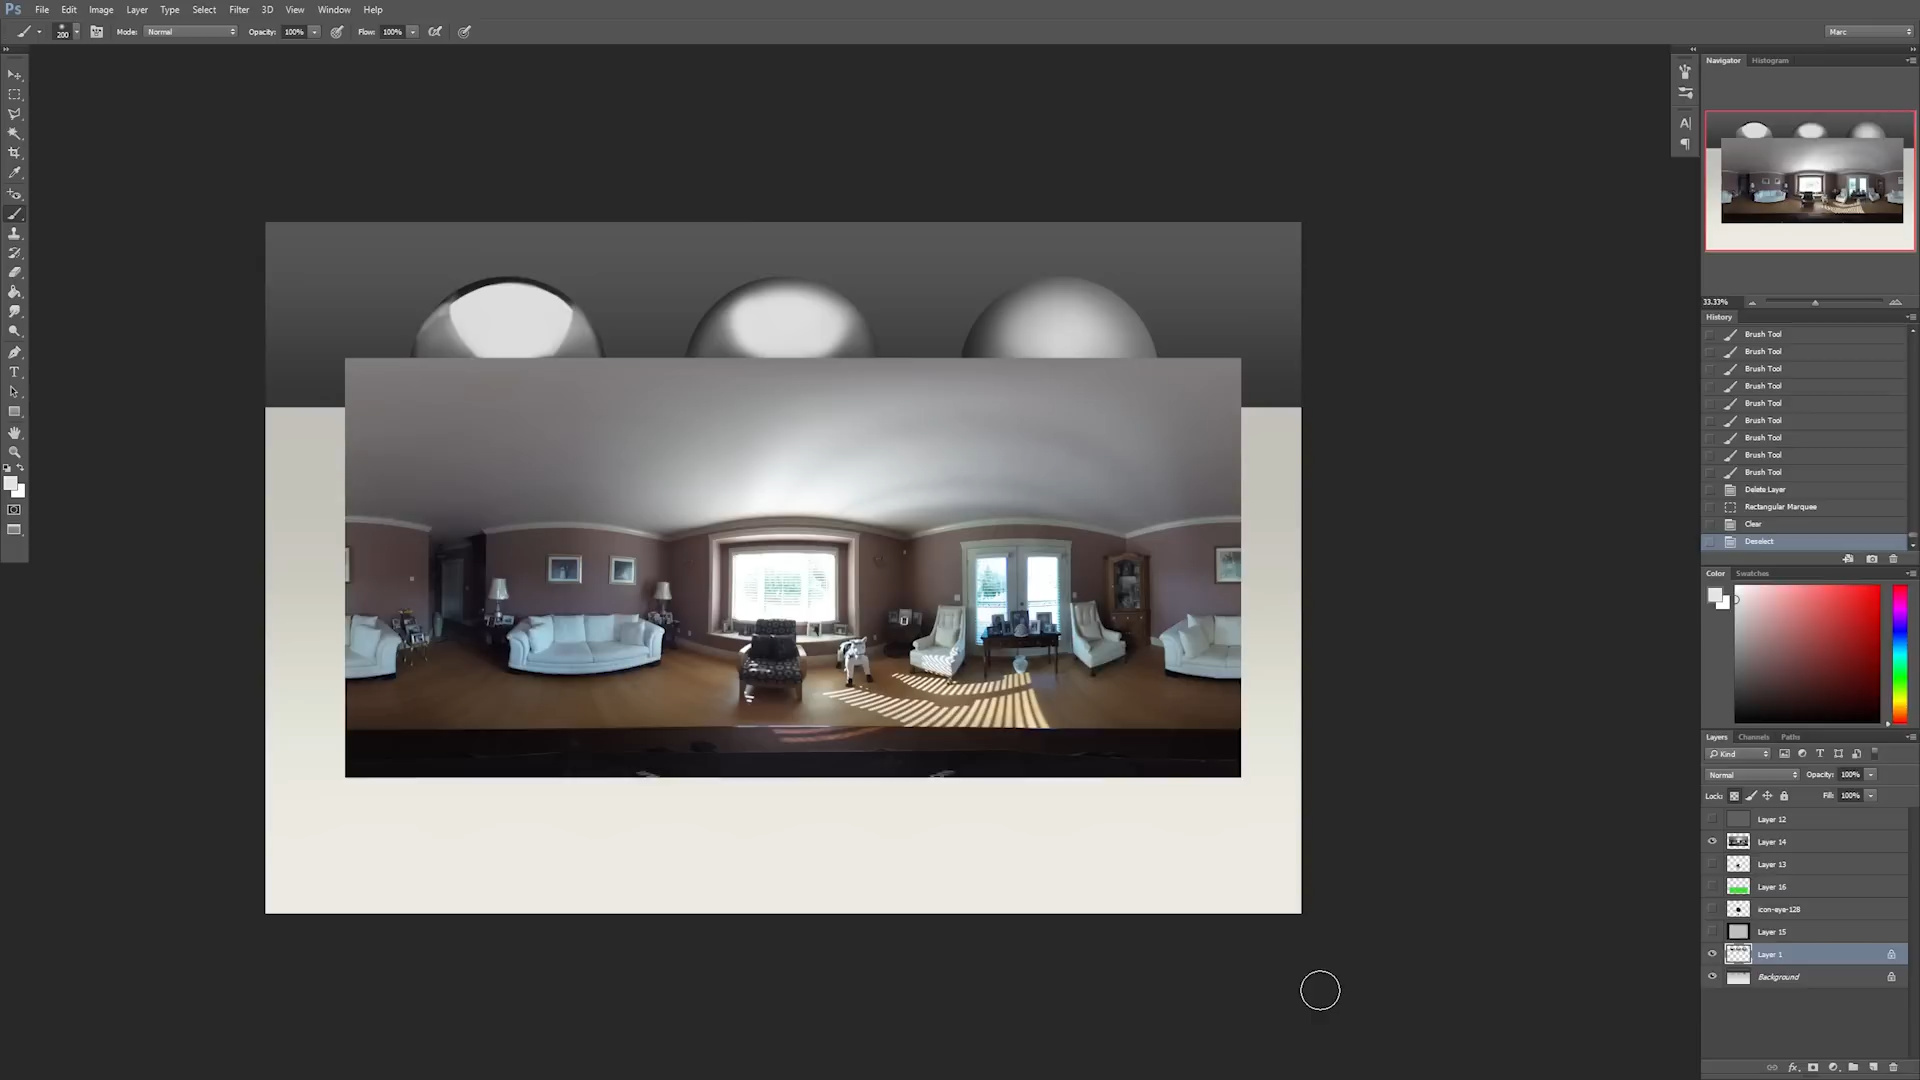 Ps File Edit Image Layer Type Select Filter 3D View Window Help
200 Mode: Normal Opacity: 100% Flow: 100% Marc
Navigator Histogram
A|
¶
33.33%
History
Brush Tool
Brush Tool
Brush Tool
Brush Tool
Brush Tool
Brush Tool
Brush Tool
Brush Tool
Brush Tool
Delete Layer
Rectangular Marquee
Clear
Deselect
Color Swatches
Layers Channels Paths
Kind T
Normal Opacity: 100%
Lock: Fill: 100%
Layer 12
Layer 14
Layer 13
Layer 16
icon-eye-128
Layer 15
Layer 1
Background
fx
T